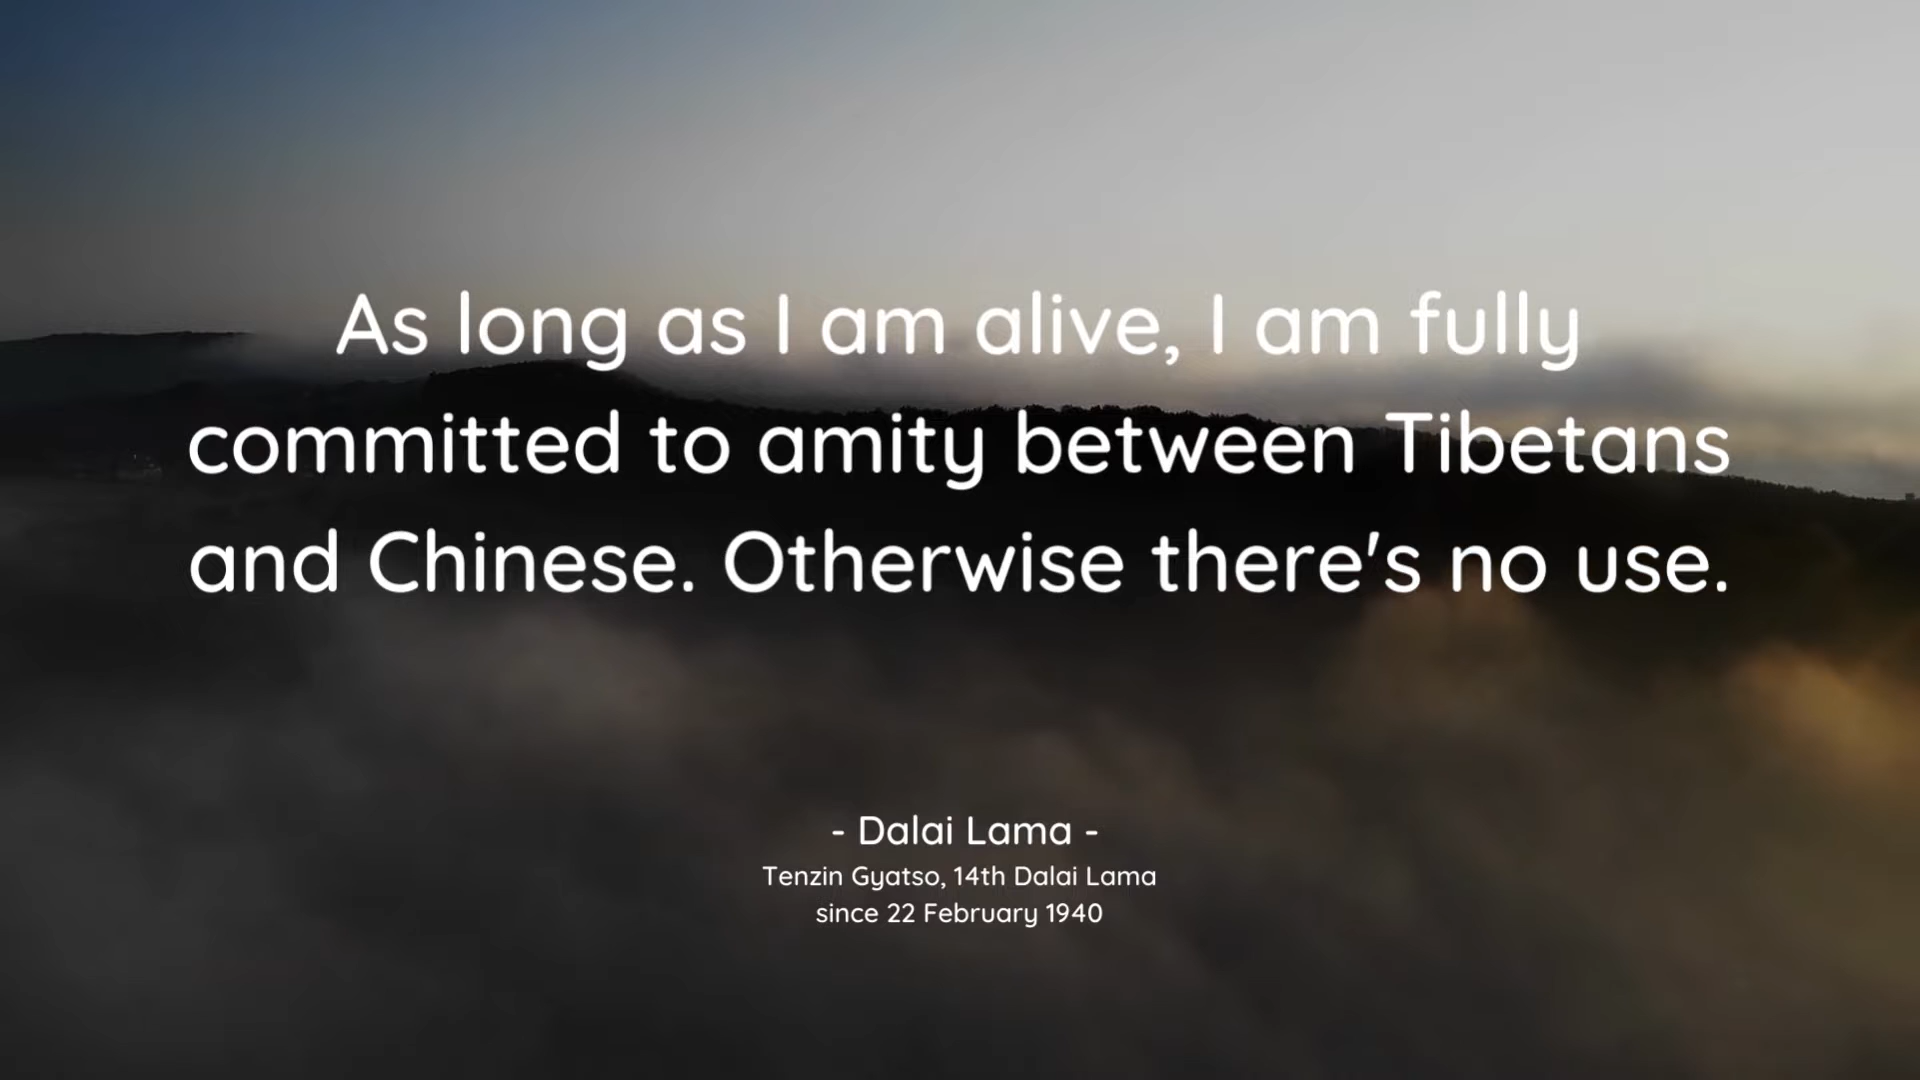 As long as I am alive, I am fully
committed to amity between Tibetans
and Chinese. Otherwise there's no use.
- Dalai Lama -
Tenzin Gyatso, 14th Dalai Lama
since 22 February 1940